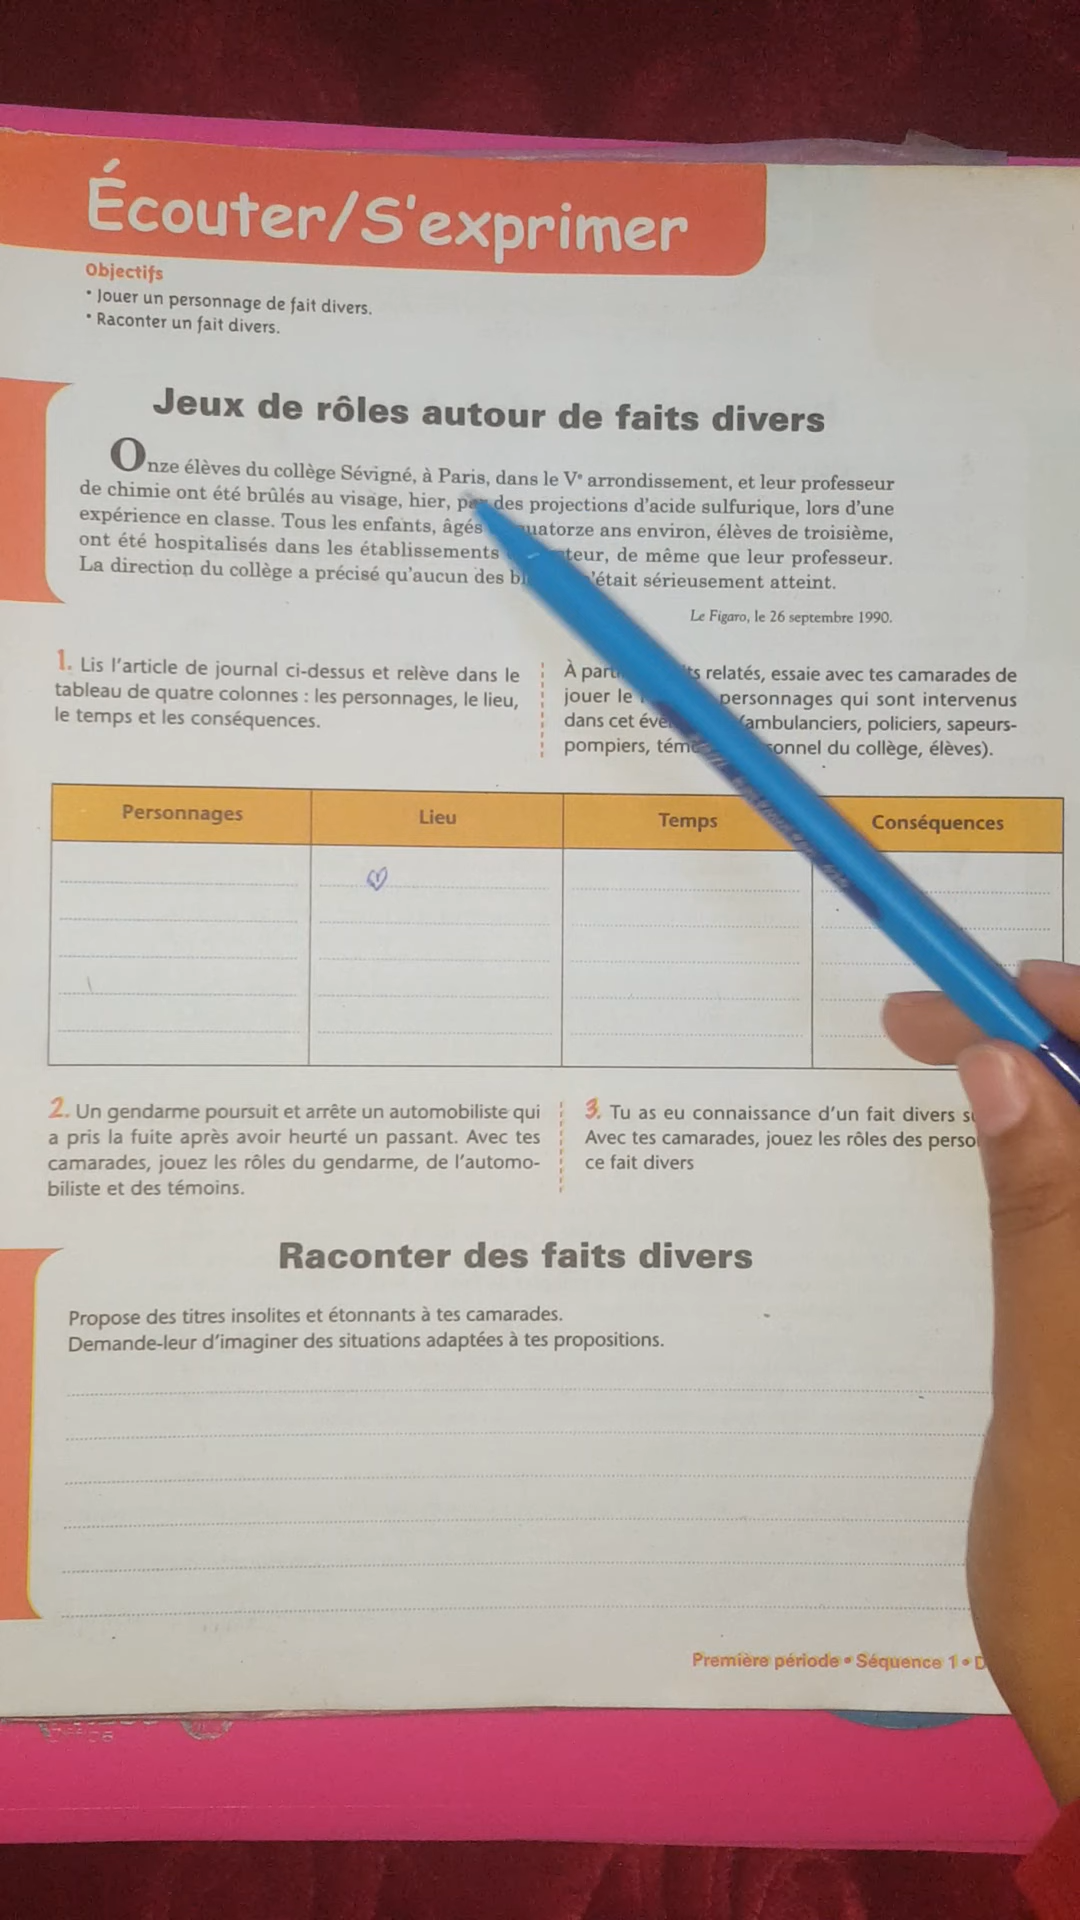 Écouter/S'exprimer
Objectifs
• Jouer un personnage de fait divers.
• Raconter un fait divers.
Jeux de rôles autour de faits divers
Onze élèves du collège Sévigné, à Paris, dans le Ve arrondissement, et leur professeur
de chimie ont été brûlés au visage, hier, par des projections d'acide sulfurique, lors d'une
expérience en classe. Tous les enfants, âgés quatorze ans environ, élèves de troisième,
ont été hospitalisés dans les établissements de même que leur professeur.
La direction du collège a précisé qu'aucun des n'était sérieusement atteint.
Le Figaro, le 26 septembre 1990.
1. Lis l'article de journal ci-dessus et relève dans le
tableau de quatre colonnes : les personnages, le lieu,
le temps et les conséquences.
À relatés, essaie avec tes camarades de
jouer le personnages qui sont intervenus
dans cet (ambulanciers, policiers, sapeurs-
pompiers, personnel du collège, élèves).
Personnages Lieu Temps Conséquences
2. Un gendarme poursuit et arrête un automobiliste qui
a pris la fuite après avoir heurté un passant. Avec tes
camarades, jouez les rôles du gendarme, de l'automo-
biliste et des témoins.
3. Tu as eu connaissance d'un fait divers
Avec tes camarades, jouez les rôles des
ce fait divers
Raconter des faits divers
Propose des titres insolites et étonnants à tes camarades.
Demande-leur d'imaginer des situations adaptées à tes propositions.
Première période • Séquence 1 •